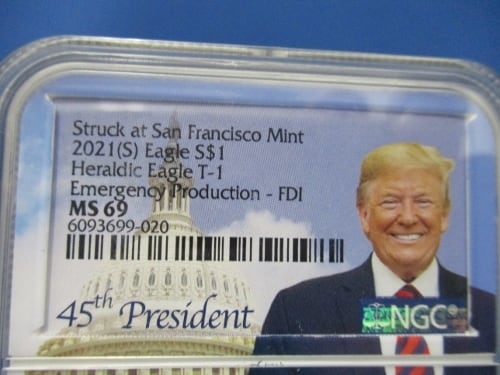 Struck at San Francisco Mint
2021(S) Eagle S$1
Heraldic Eagle T-1
Emergency Production - FDI
MS 69
6093699-020
45th President
NGC